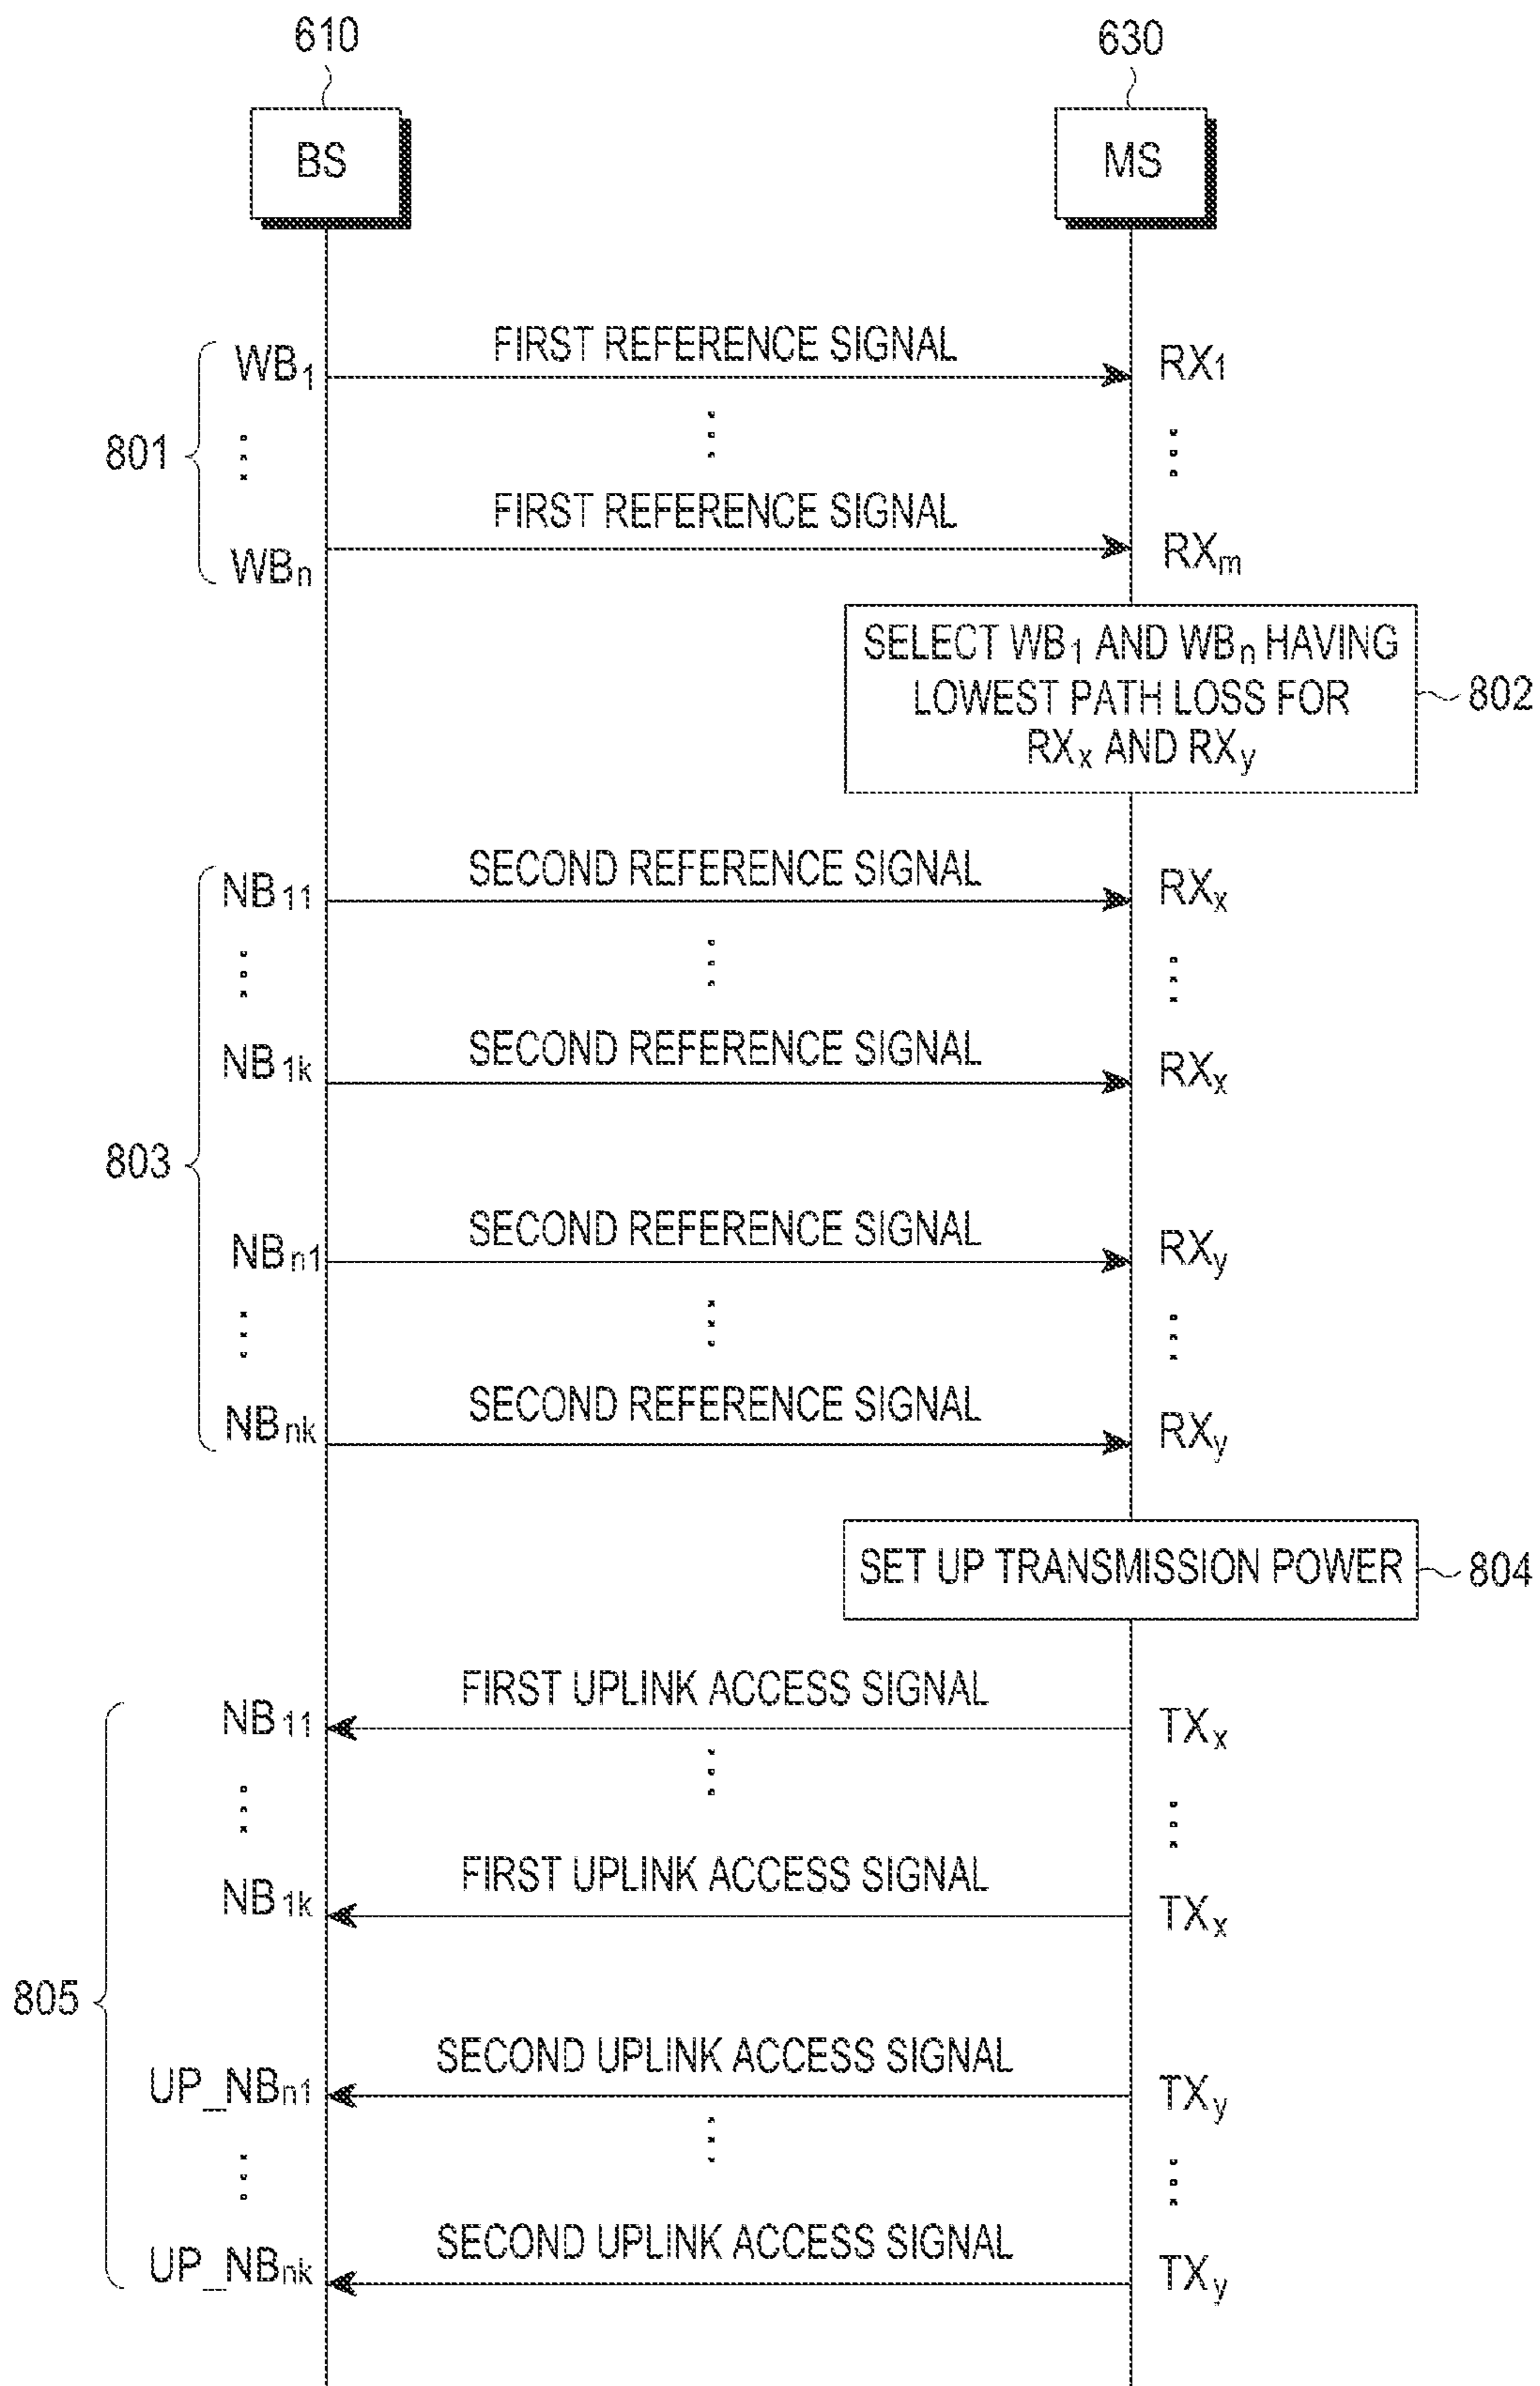 610
630
BS
MS
FIRST REFERENCE SIGNAL
WB1
RX1
801
FIRST REFERENCE SIGNAL
WBn
RXm
SELECT WB1 AND WBn HAVING
LOWEST PATH LOSS FOR
RXx AND RXy
802
SECOND REFERENCE SIGNAL
NB11
RXx
SECOND REFERENCE SIGNAL
NB1k
RXx
803
SECOND REFERENCE SIGNAL
NBn1
RXy
SECOND REFERENCE SIGNAL
NBnk
RXy
SET UP TRANSMISSION POWER
804
FIRST UPLINK ACCESS SIGNAL
NB11
TXx
FIRST UPLINK ACCESS SIGNAL
NB1k
TXx
805
SECOND UPLINK ACCESS SIGNAL
UP_NBn1
TXy
SECOND UPLINK ACCESS SIGNAL
UP_NBnk
TXy